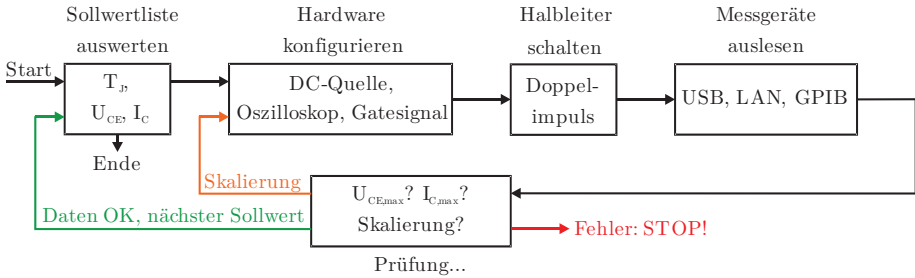 Sollwertliste
auswerten
Hardware
konfigurieren
Halbleiter
schalten
Messgeräte
auslesen
Start
T_J,
U_CE, I_C
DC-Quelle,
Oszilloskop, Gatesignal
Doppel-
impuls
USB, LAN, GPIB
Ende
Skalierung
Daten OK, nächster Sollwert
U_CE,max? I_C,max?
Skalierung?
Fehler: STOP!
Prüfung...